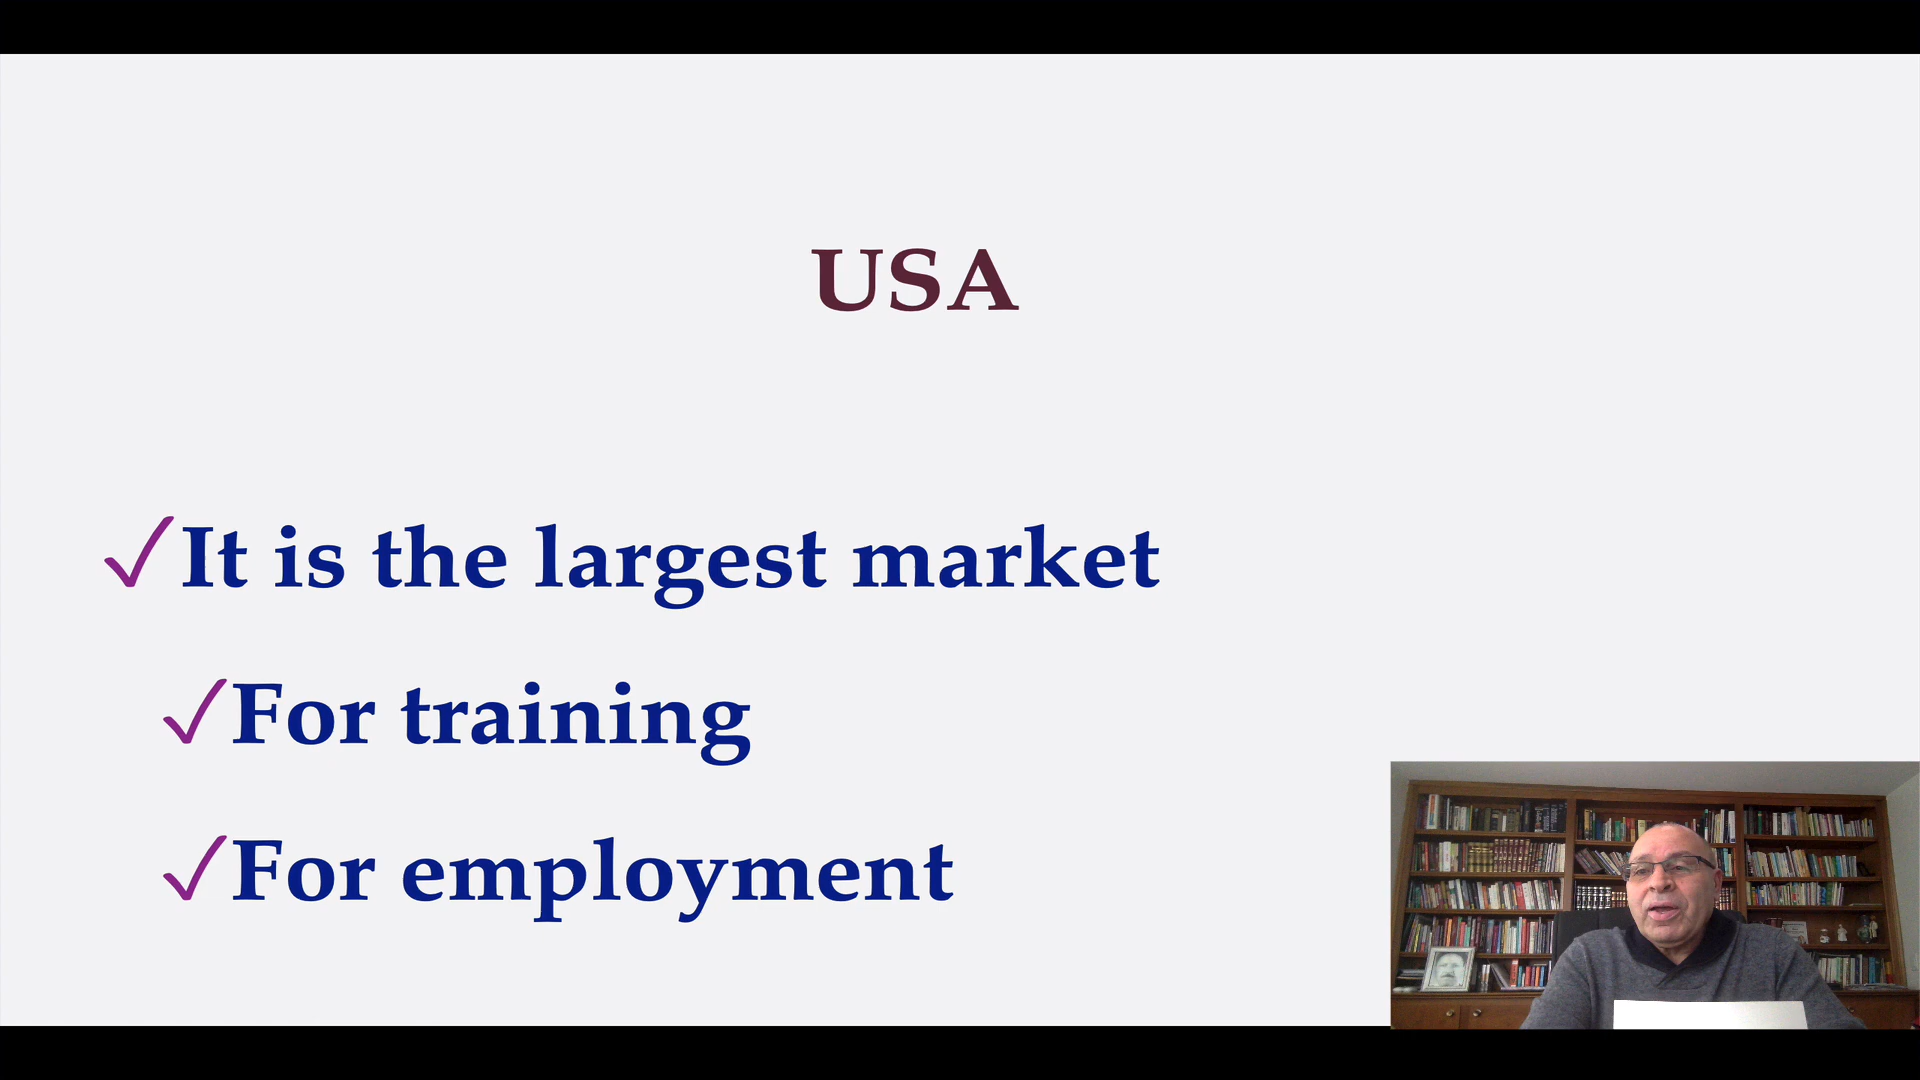 USA
✓It is the largest market
✓For training
✓For employment